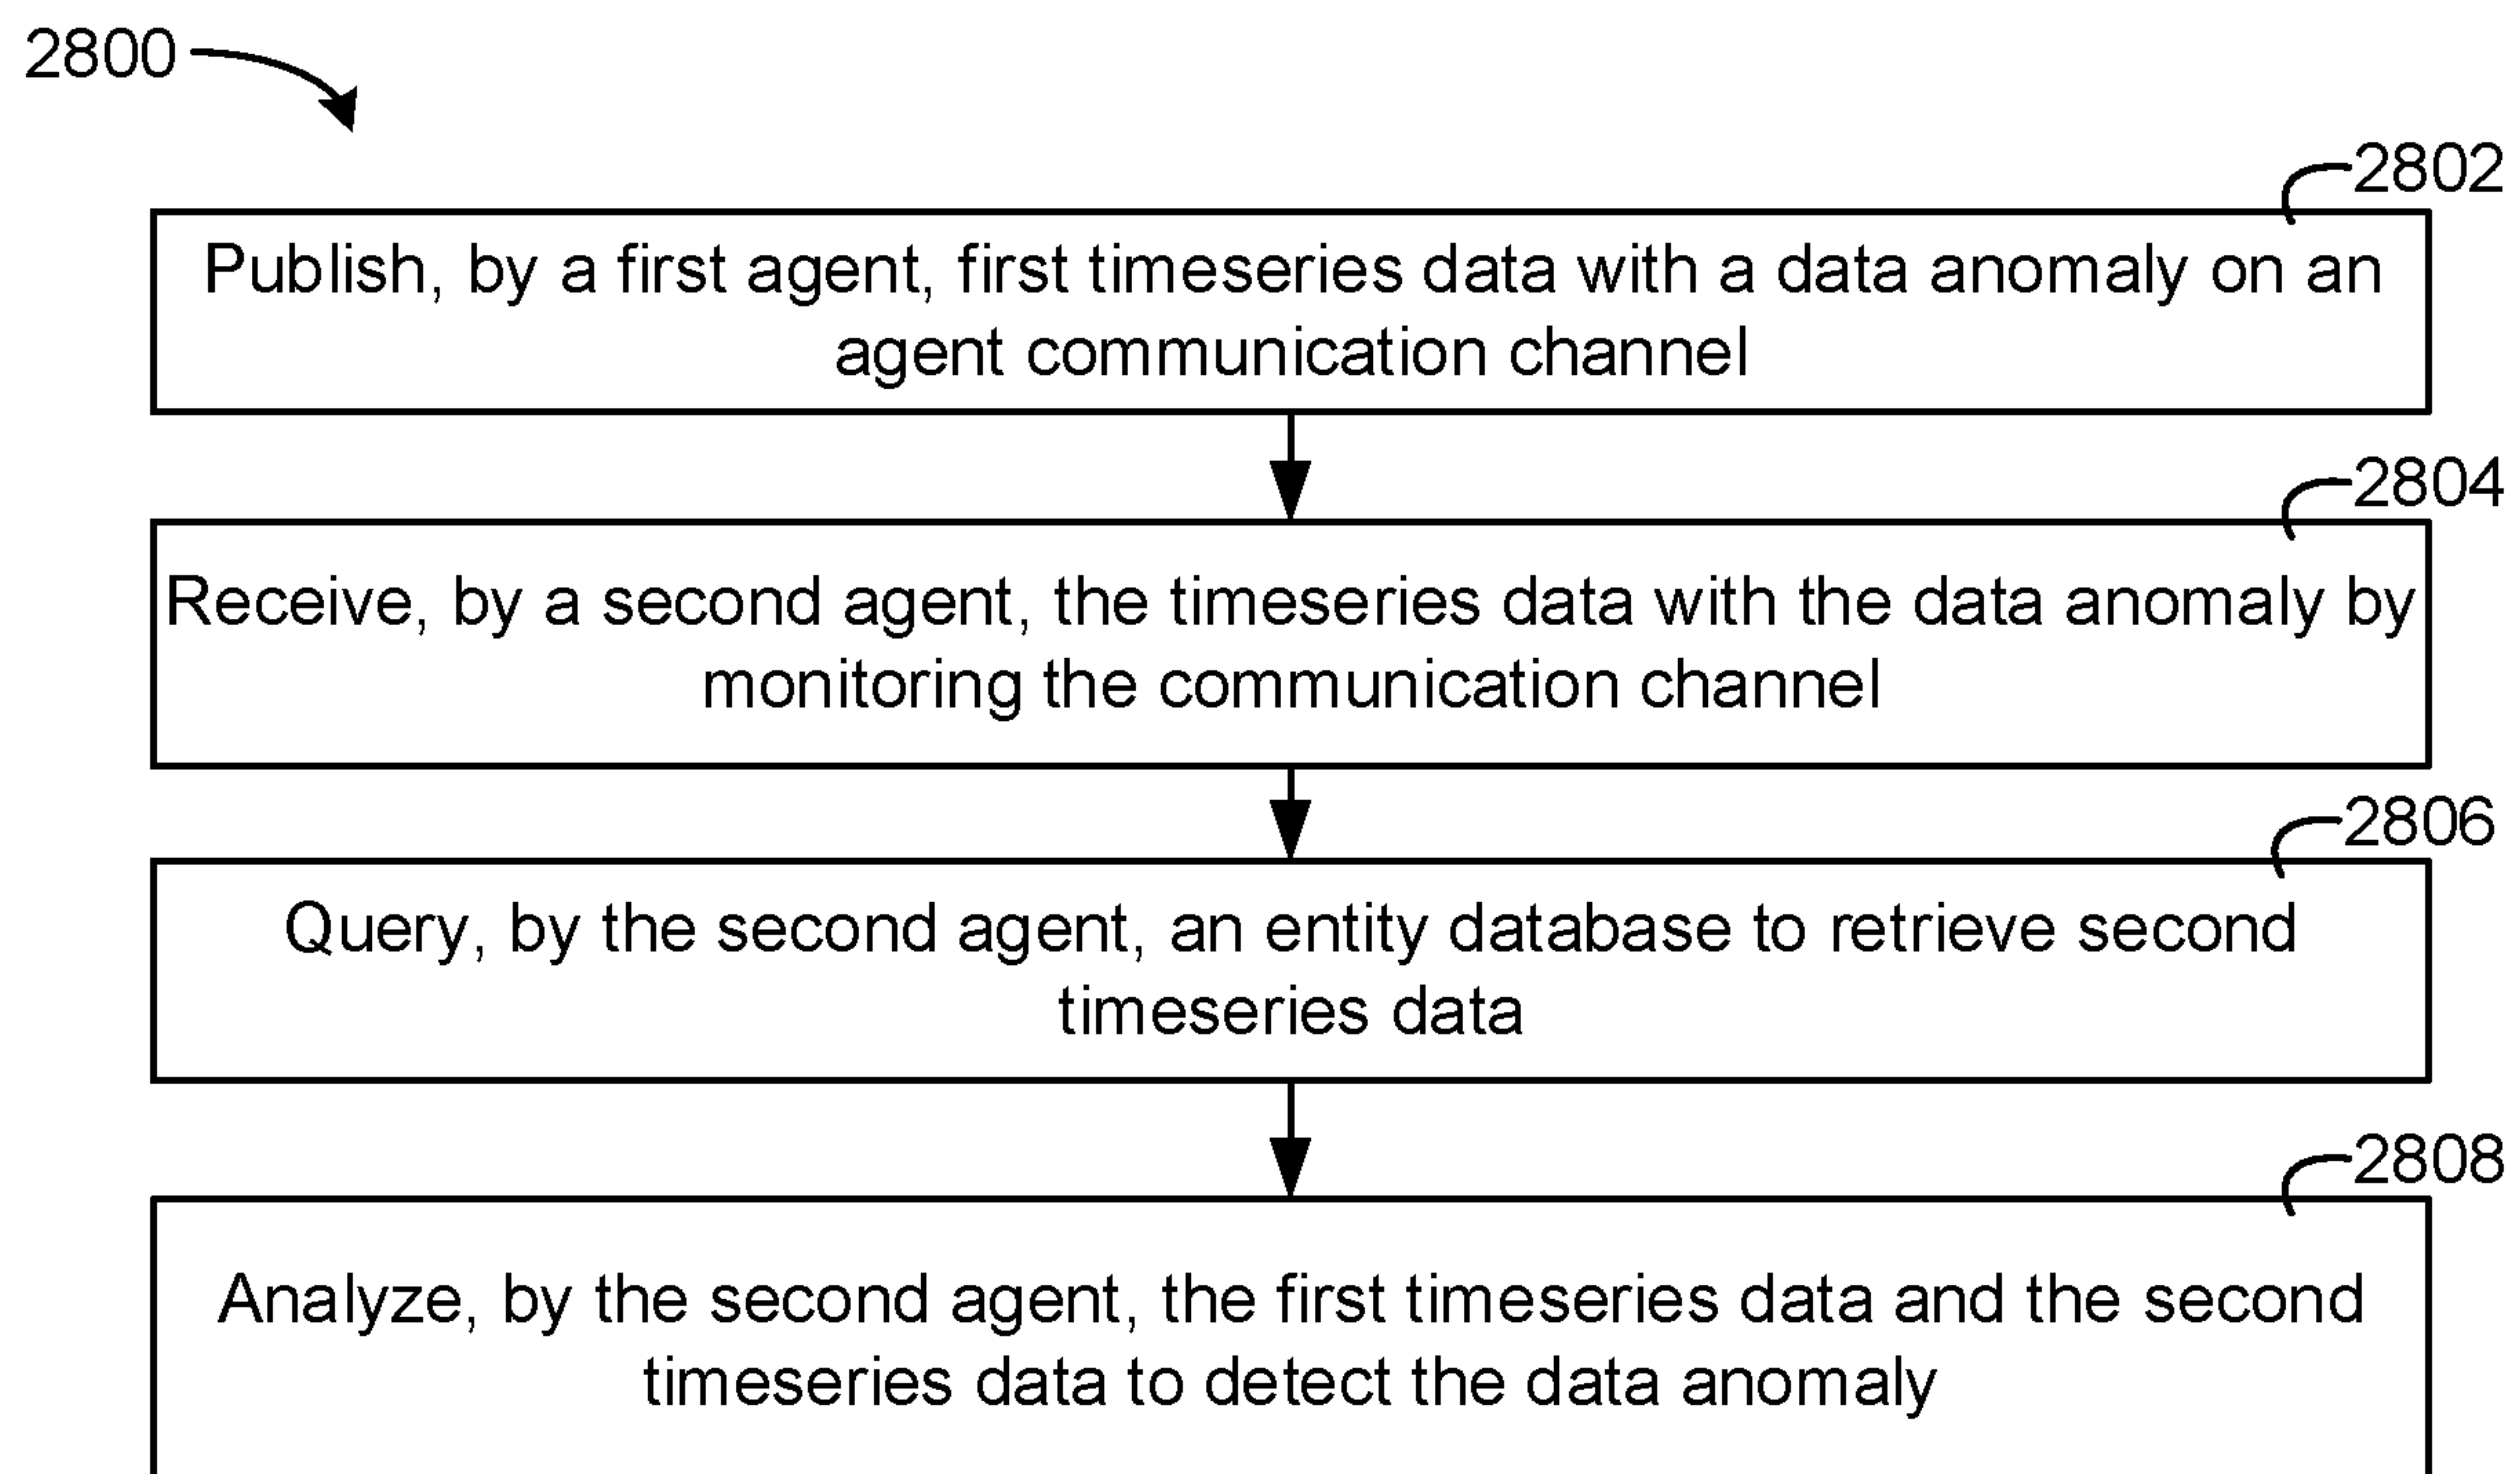 2800
2802
Publish, by a first agent, first timeseries data with a data anomaly on an
agent communication channel
2804
Receive, by a second agent, the timeseries data with the data anomaly by
monitoring the communication channel
2806
Query, by the second agent, an entity database to retrieve second
timeseries data
2808
Analyze, by the second agent, the first timeseries data and the second
timeseries data to detect the data anomaly